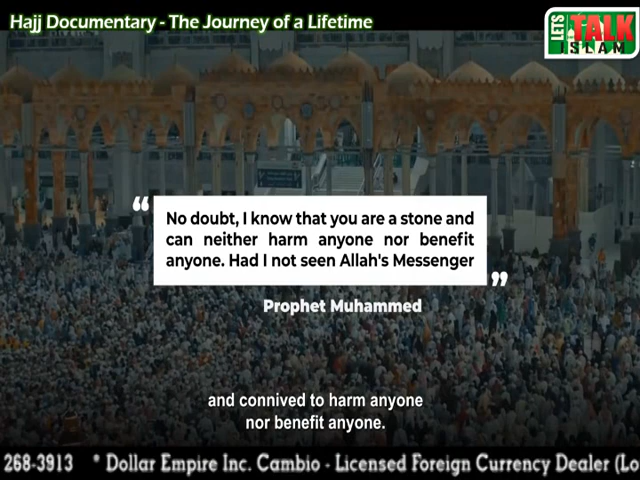 Hajj Documentary - The Journey of a Lifetime
LETS
TALK
ISLAM
“
No doubt, I know that you are a stone and
can neither harm anyone nor benefit
anyone. Had I not seen Allah's Messenger
”
Prophet Muhammed
and connived to harm anyone
nor benefit anyone.
268-3913 * Dollar Empire Inc. Cambio - Licensed Foreign Currency Dealer (Lo